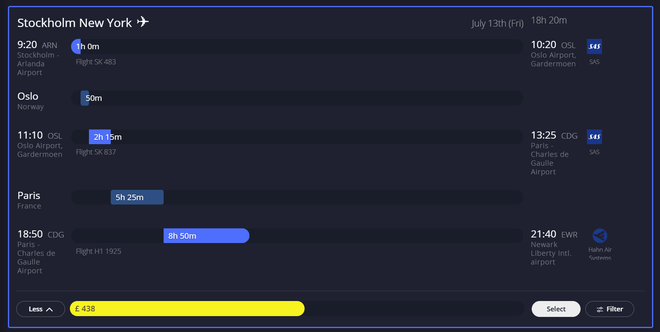 Stockholm New York ✈ July 13th (Fri) 18h 20m
9:20 ARN 1h 0m 10:20 OSL SAS
Stockholm - Flight SK 483 Oslo Airport, SAS
Arlanda Gardermoen
Airport
Oslo 50m
Norway
11:10 OSL 2h 15m 13:25 CDG SAS
Oslo Airport, Flight SK 837 Paris - SAS
Gardermoen Charles de
Gaulle
Airport
Paris 5h 25m
France
18:50 CDG 8h 50m 21:40 EWR
Paris - Flight H1 1925 Newark Hahn Air
Charles de Liberty Intl. Systems
Gaulle airport
Airport
Less £ 438 Select Filter